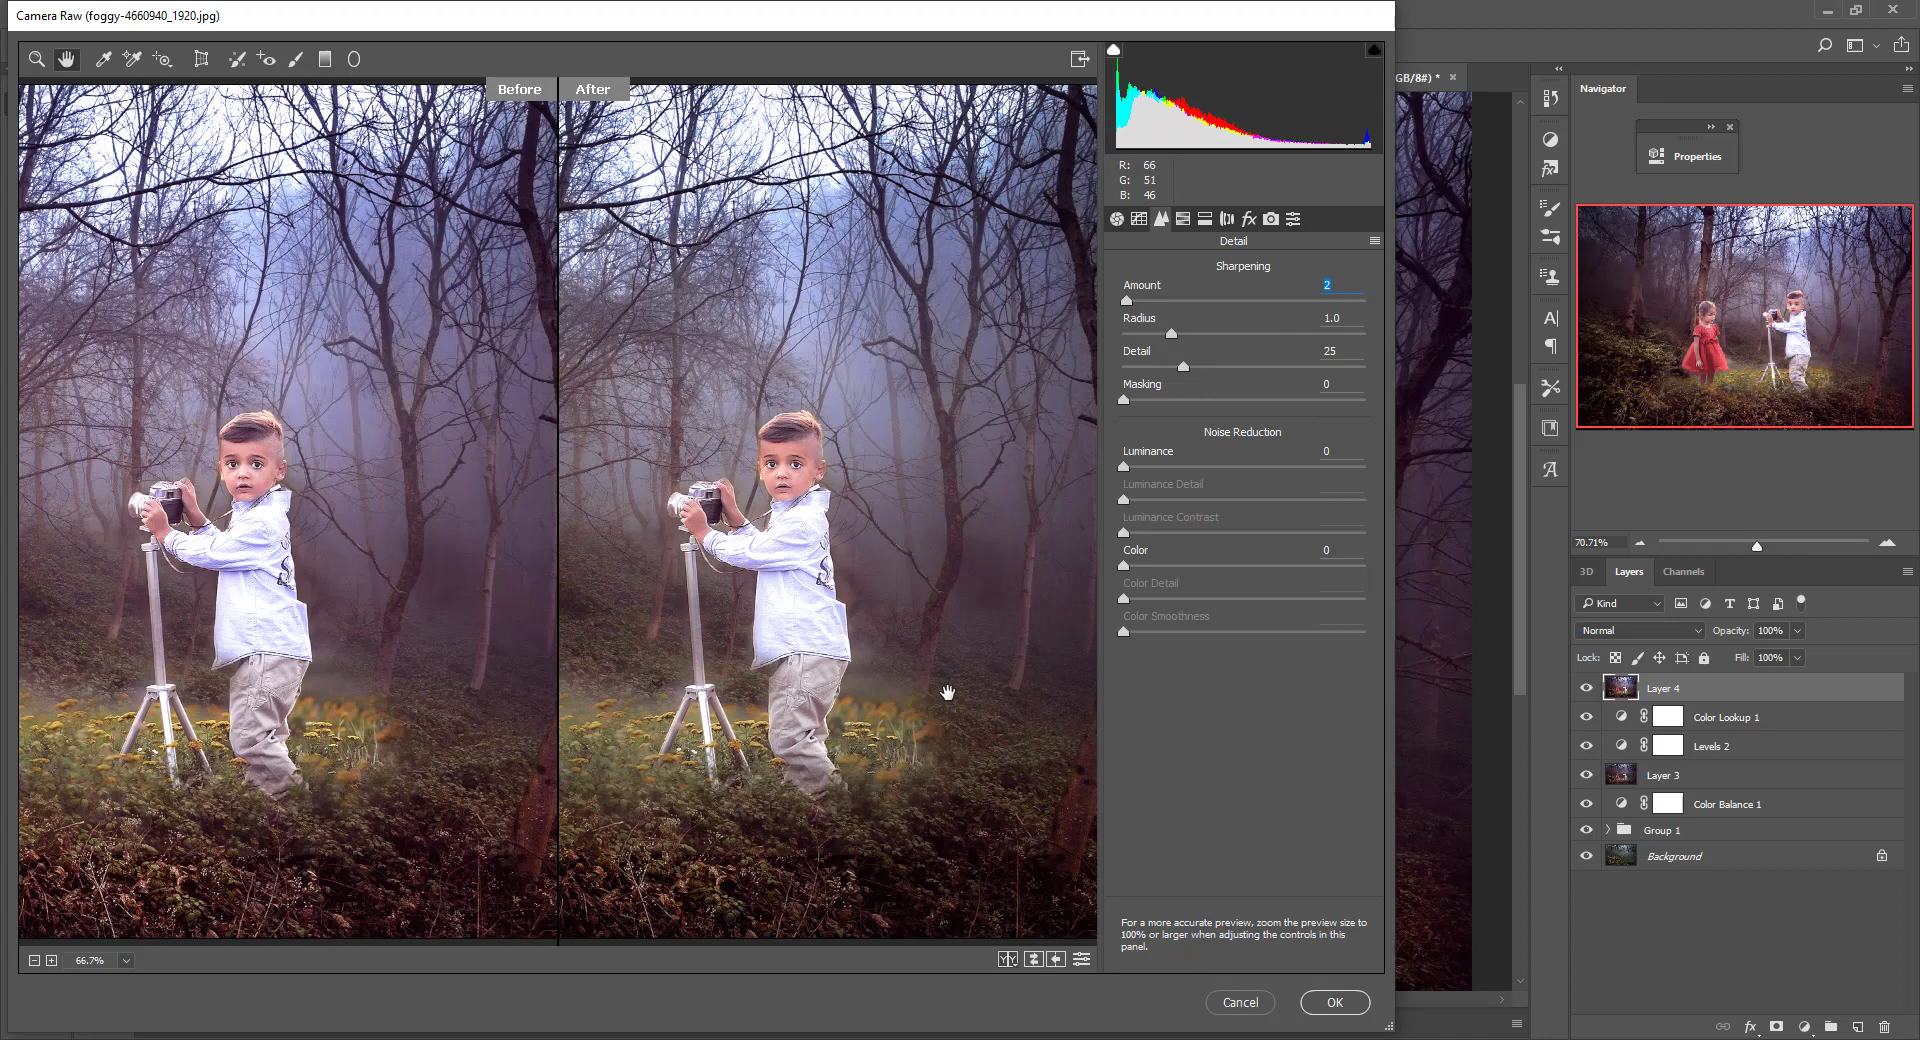 Camera Raw (foggy-4660940_1920.jpg)
Before
After
R: 66
G: 51
B: 46
fx
Detail
Sharpening
Amount 2
Radius 1.0
Detail 25
Masking 0
Noise Reduction
Luminance 0
Luminance Detail
Luminance Contrast
Color 0
Color Detail
Color Smoothness
For a more accurate preview, zoom the preview size to
100% or larger when adjusting the controls in this
panel.
66.7%
Y Y
Cancel
OK
GB/8#) *
Navigator
Properties
70.71%
3D Layers Channels
Kind
Normal Opacity: 100%
Lock: Fill: 100%
Layer 4
Color Lookup 1
Levels 2
Layer 3
Color Balance 1
Group 1
Background
fx